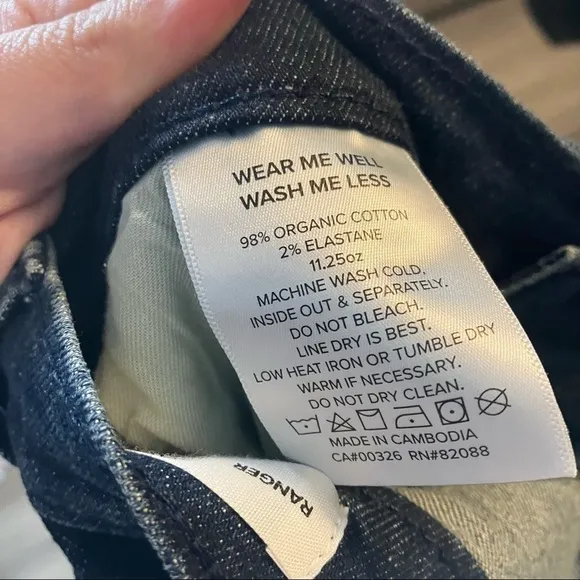 WEAR ME WELL
WASH ME LESS
98% ORGANIC COTTON
2% ELASTANE
11.25oz
MACHINE WASH COLD,
INSIDE OUT & SEPARATELY.
DO NOT BLEACH.
LINE DRY IS BEST.
LOW HEAT IRON OR TUMBLE DRY
WARM IF NECESSARY.
DO NOT DRY CLEAN.
MADE IN CAMBODIA
CA#00326 RN#82088
RANGER